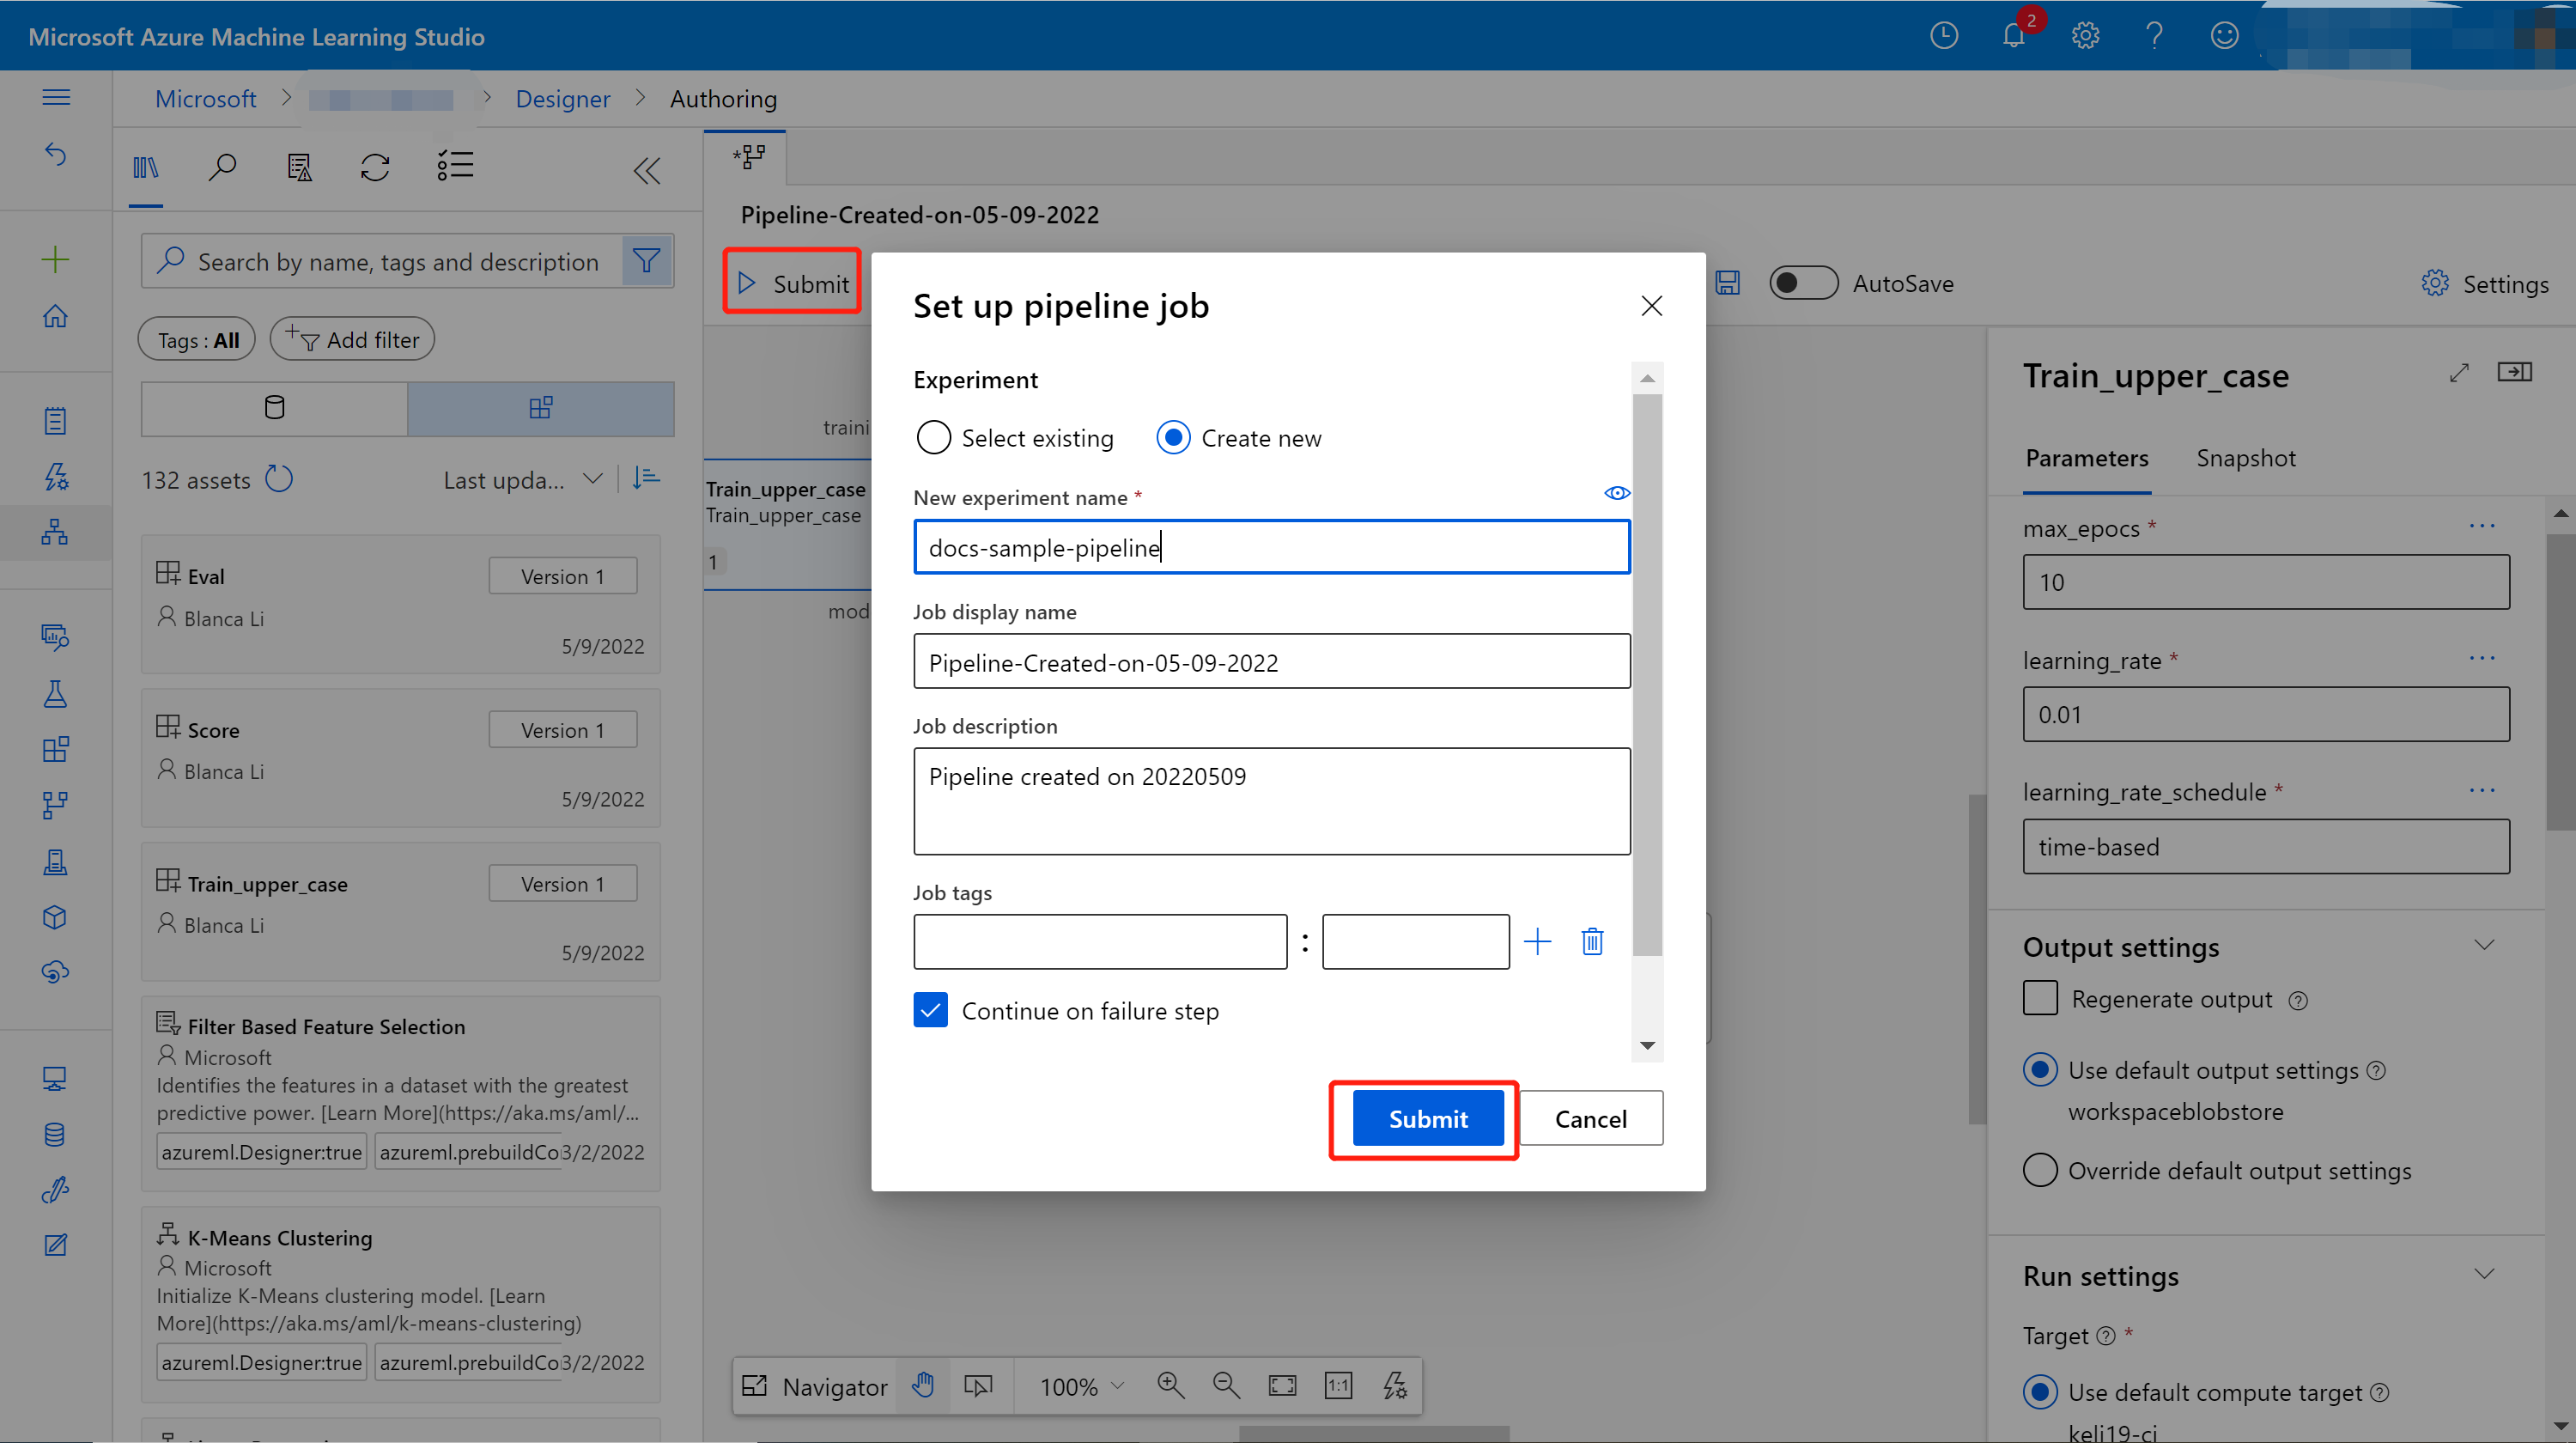 Microsoft Azure Machine Learning Studio
2
Microsoft
Designer
Authoring
Search by name, tags and description
Tags : All
Add filter
132 assets
Last upda...
Eval
Version 1
Blanca Li
5/9/2022
Score
Version 1
Blanca Li
5/9/2022
Train_upper_case
Version 1
Blanca Li
5/9/2022
Filter Based Feature Selection
Microsoft
Identifies the features in a dataset with the greatest
predictive power. [Learn More](https://aka.ms/aml/...
azureml.Designer:true azureml.prebuildCo 3/2/2022
K-Means Clustering
Microsoft
Initialize K-Means clustering model. [Learn
More](https://aka.ms/aml/k-means-clustering)
azureml.Designer:true azureml.prebuildCo 3/2/2022
Pipeline-Created-on-05-09-2022
Submit
AutoSave
Settings
traini
Train_upper_case
Train_upper_case
1
mod
Set up pipeline job
Experiment
Select existing
Create new
New experiment name *
docs-sample-pipeline
Job display name
Pipeline-Created-on-05-09-2022
Job description
Pipeline created on 20220509
Job tags
:
Continue on failure step
Submit
Cancel
Navigator
100%
1:1
Train_upper_case
Parameters
Snapshot
max_epocs *
10
learning_rate *
0.01
learning_rate_schedule *
time-based
Output settings
Regenerate output
Use default output settings
workspaceblobstore
Override default output settings
Run settings
Target *
Use default compute target
keli19-ci